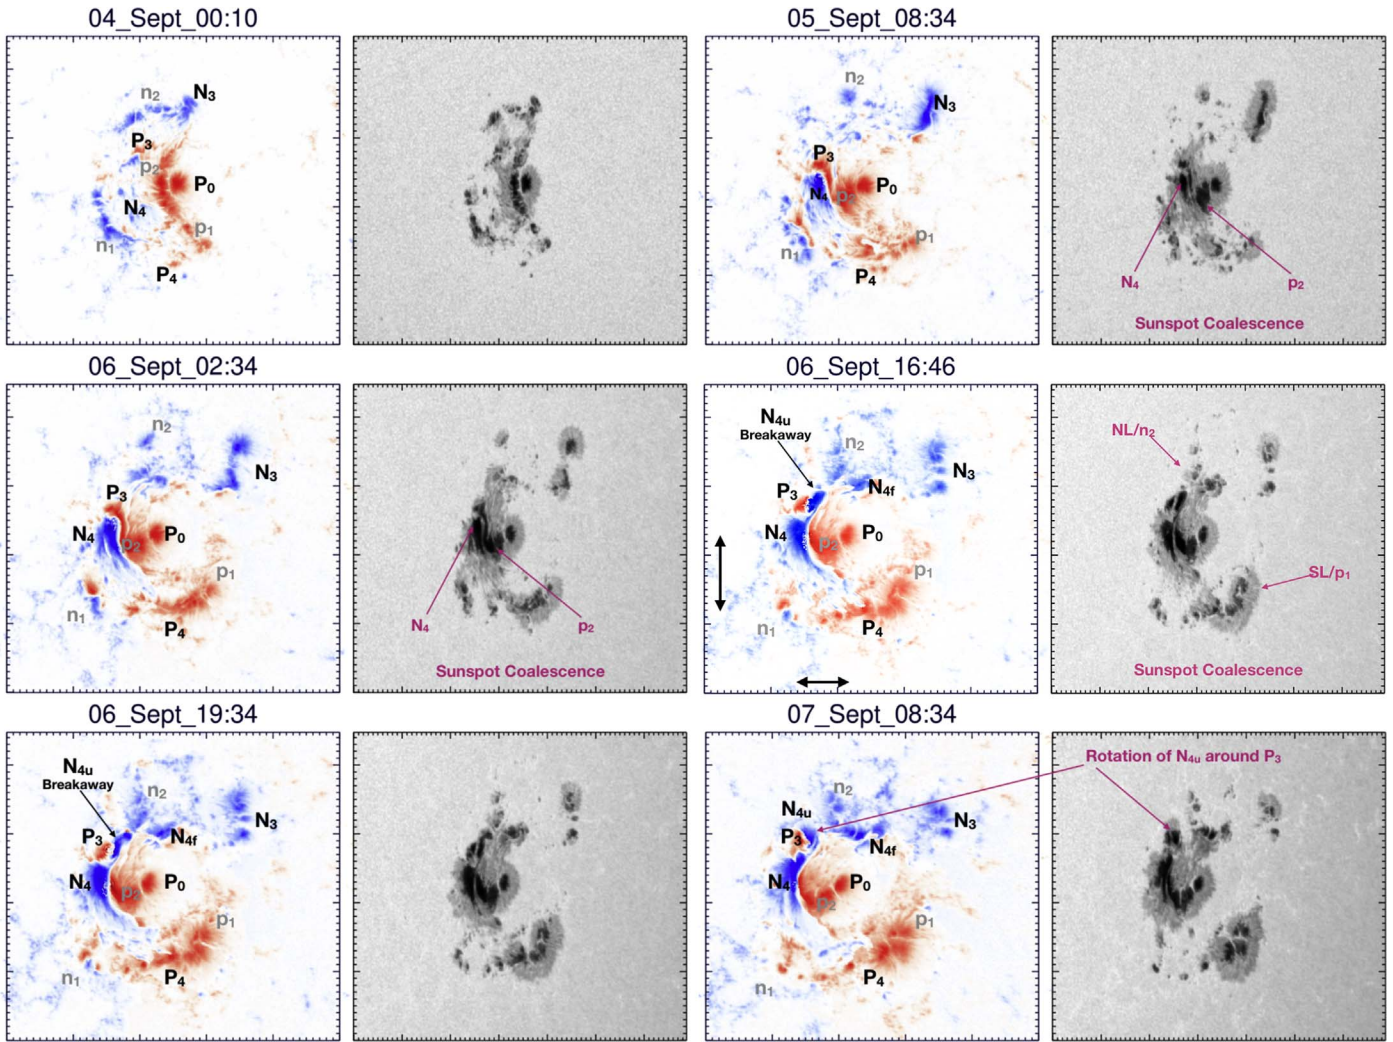 04_Sept_00:10
n₂
N₃
P₃
p₂
P₀
N₄
n₁
p₁
P₄
05_Sept_08:34
n₂
N₃
P₃
N₄
p₂
P₀
n₁
p₁
P₄
N₄
p₂
Sunspot Coalescence
06_Sept_02:34
n₂
N₃
P₃
N₄
p₂
P₀
p₁
n₁
P₄
N₄
p₂
Sunspot Coalescence
06_Sept_16:46
N₄ᵤ
Breakaway
n₂
N₃
P₃
N₄f
N₄
p₂
P₀
p₁
n₁
P₄
NL/n₂
SL/p₁
Sunspot Coalescence
06_Sept_19:34
N₄ᵤ
Breakaway
n₂
N₃
P₃
N₄f
N₄
p₂
P₀
p₁
n₁
P₄
07_Sept_08:34
n₂
N₄ᵤ
N₃
P₃
N₄f
N₄
P₀
p₂
p₁
n₁
P₄
Rotation of N₄ᵤ around P₃